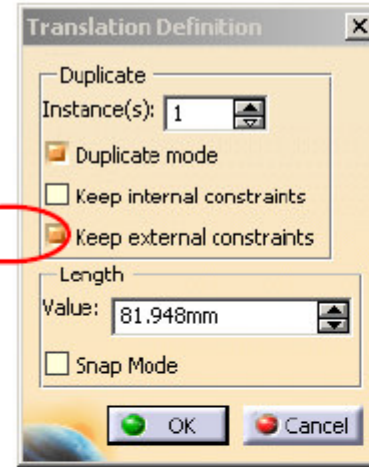 Translation Definition
Duplicate
Instance(s): 1
Duplicate mode
Keep internal constraints
Keep external constraints
Length
Value: 81.948mm
Snap Mode
OK Cancel